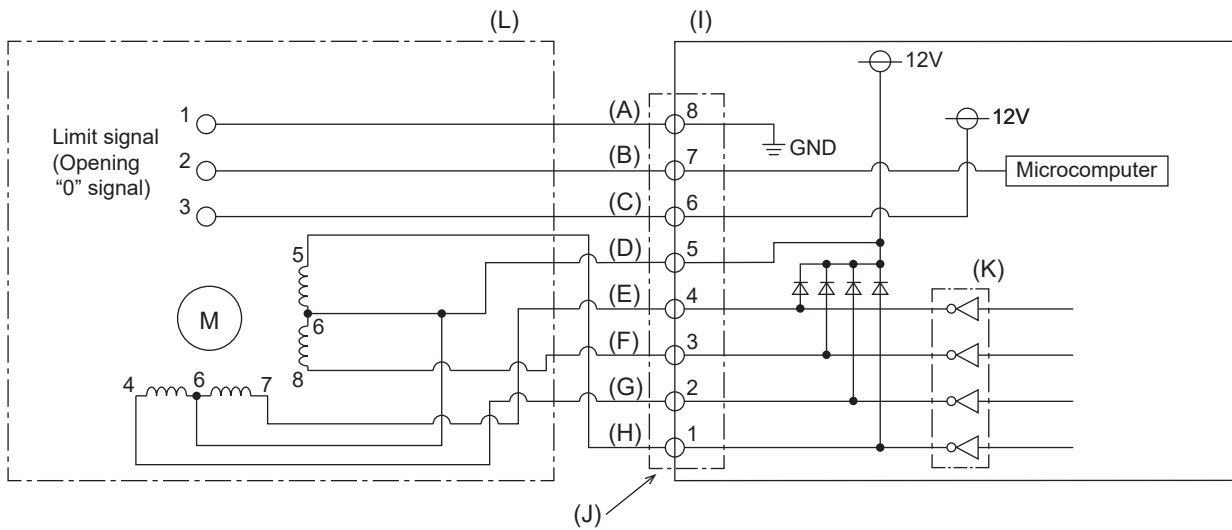 (L)
(I)
12V
12V
1
(A)
8
GND
Limit signal
(Opening
“0” signal)
2
(B)
7
Microcomputer
3
(C)
6
5
(D)
5
(K)
6
(E)
4
M
(F)
3
8
4
6
7
(G)
2
(H)
1
(J)